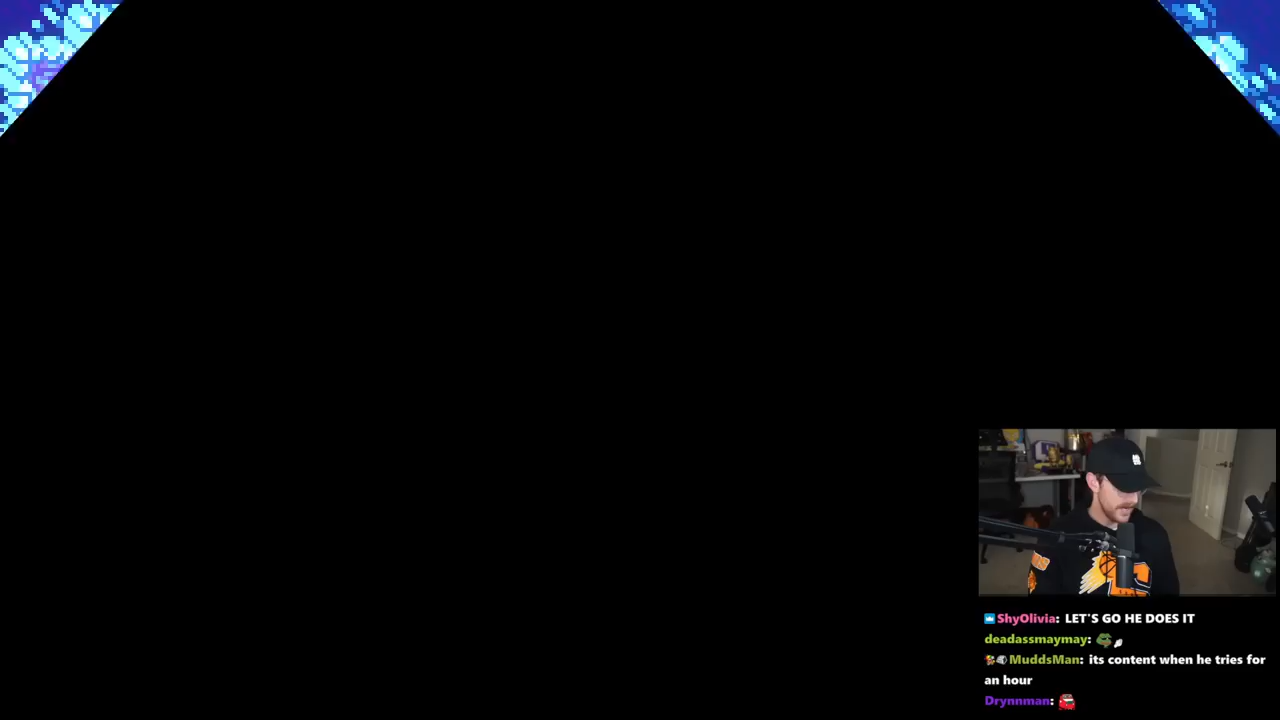 ShyOlivia: LET'S GO HE DOES IT
deadassmaymay:
MuddsMan: its content when he tries for
an hour
Drynnman: